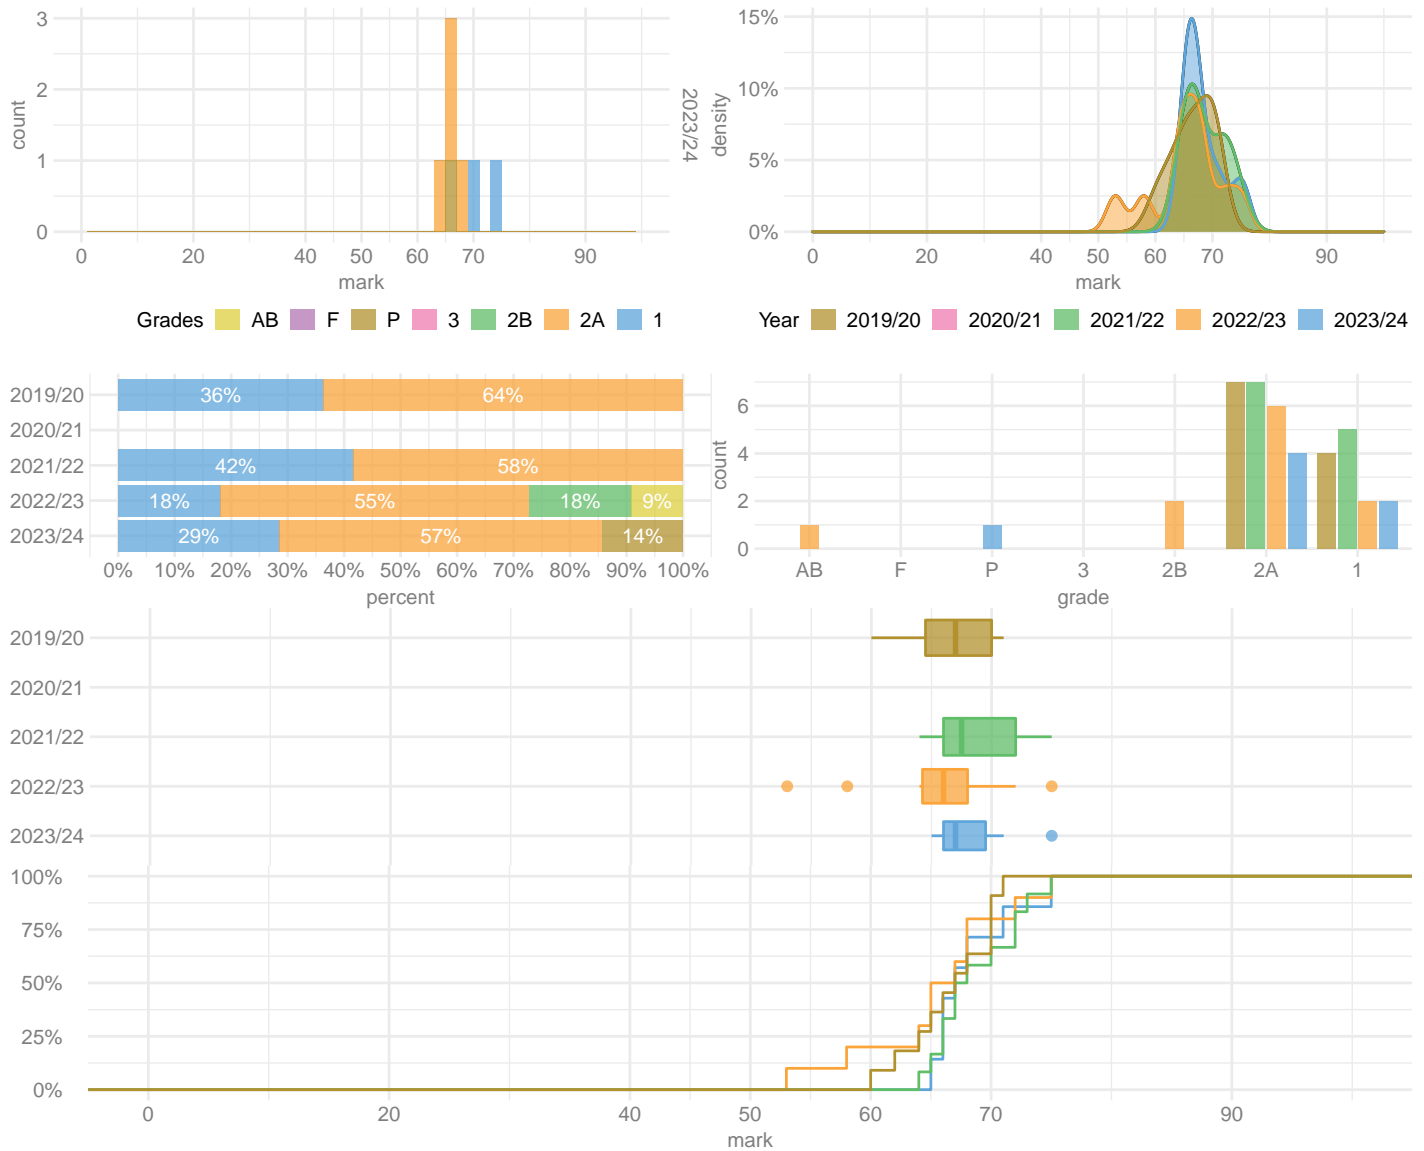 3
2
1
0
count
0 20 40 60 70 90
mark
2023/24
15%
10%
5%
0%
density
0 20 40 50 60 70 90
mark
Grades AB F P 3 2B 2A 1
Year 2019/20 2020/21 2021/22 2022/23 2023/24
2019/20 36% 64%
2020/21
2021/22 42% 58%
2022/23 18% 55% 18% 9%
2023/24 29% 57% 14%
0% 10% 20% 30% 40% 50% 60% 70% 80% 90% 100%
percent
6
4
2
0
count
AB F P 3 2B 2A 1
grade
2019/20
2020/21
2021/22
2022/23
2023/24
100%
75%
50%
25%
0%
0 20 40 50 60 70 90
mark